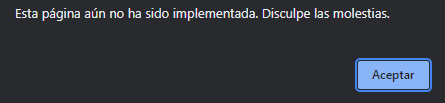 Esta página aún no ha sido implementada. Disculpe las molestias.
Aceptar